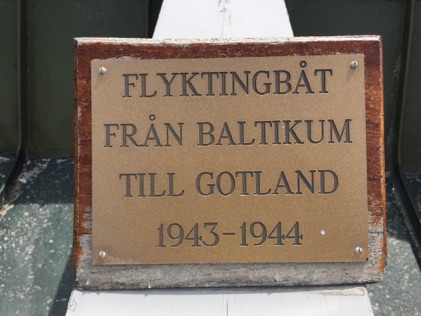 FLYKTINGBÅT
FRÅN BALTIKUM
TILL GOTLAND
1943-1944